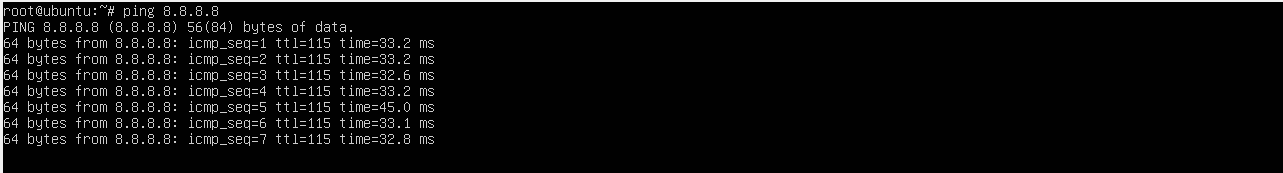 root@ubuntu:~# ping 8.8.8.8
PING 8.8.8.8 (8.8.8.8) 56(84) bytes of data.
64 bytes from 8.8.8.8: icmp_seq=1 ttl=115 time=33.2 ms
64 bytes from 8.8.8.8: icmp_seq=2 ttl=115 time=33.2 ms
64 bytes from 8.8.8.8: icmp_seq=3 ttl=115 time=32.6 ms
64 bytes from 8.8.8.8: icmp_seq=4 ttl=115 time=33.2 ms
64 bytes from 8.8.8.8: icmp_seq=5 ttl=115 time=45.0 ms
64 bytes from 8.8.8.8: icmp_seq=6 ttl=115 time=33.1 ms
64 bytes from 8.8.8.8: icmp_seq=7 ttl=115 time=32.8 ms